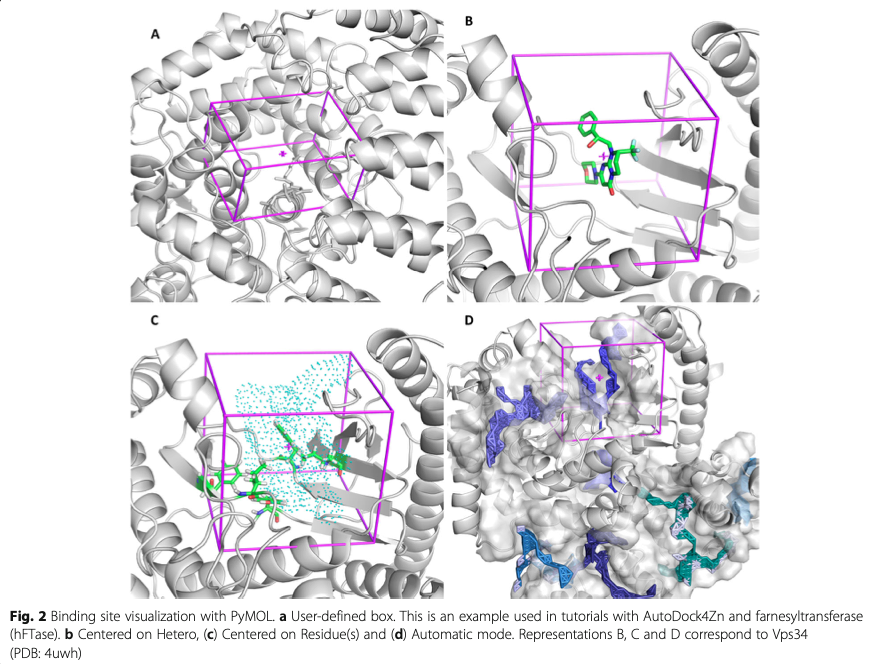 A
B
C
D
Fig. 2 Binding site visualization with PyMOL. a User-defined box. This is an example used in tutorials with AutoDock4Zn and farnesyltransferase
(hFTase). b Centered on Hetero, (c) Centered on Residue(s) and (d) Automatic mode. Representations B, C and D correspond to Vps34
(PDB: 4uwh)